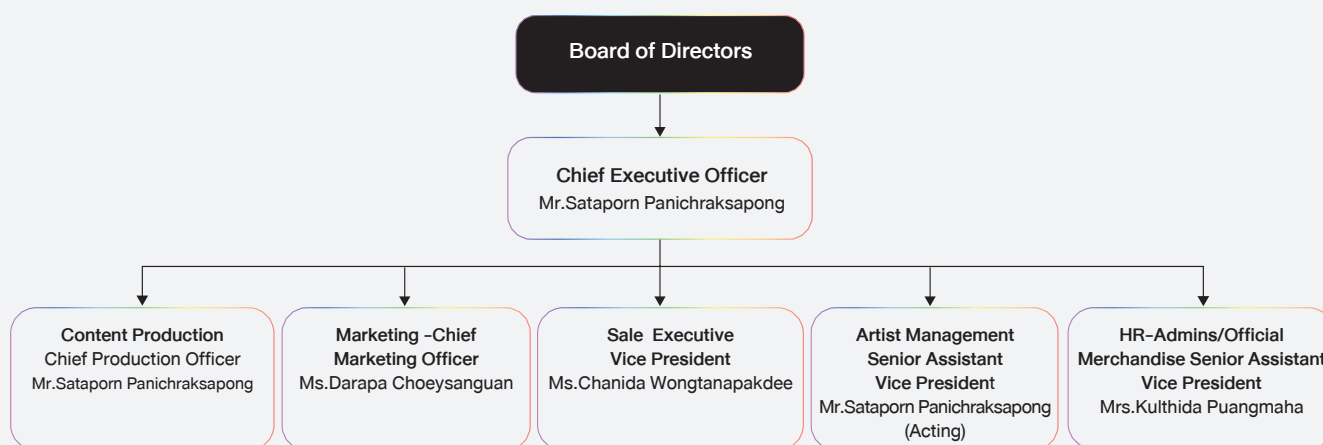 Board of Directors
Chief Executive Officer
Mr.Sataporn Panichraksapong
Content Production
Chief Production Officer
Mr.Sataporn Panichraksapong
Marketing -Chief
Marketing Officer
Ms.Darapa Choeysanguan
Sale Executive
Vice President
Ms.Chanida Wongtanapakdee
Artist Management
Senior Assistant
Vice President
Mr.Sataporn Panichraksapong
(Acting)
HR-Admins/Official
Merchandise Senior Assistant
Vice President
Mrs.Kulthida Puangmaha